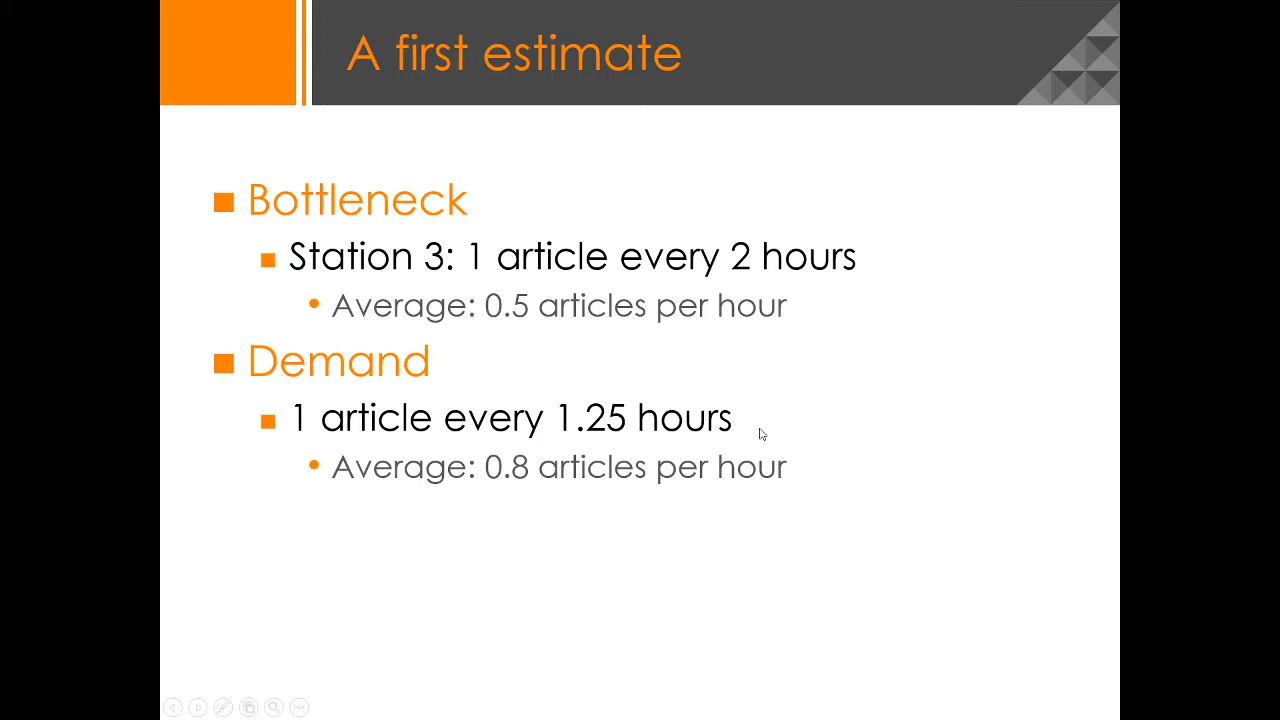 A first estimate
Bottleneck
Station 3: 1 article every 2 hours
Average: 0.5 articles per hour
Demand
1 article every 1.25 hours
Average: 0.8 articles per hour